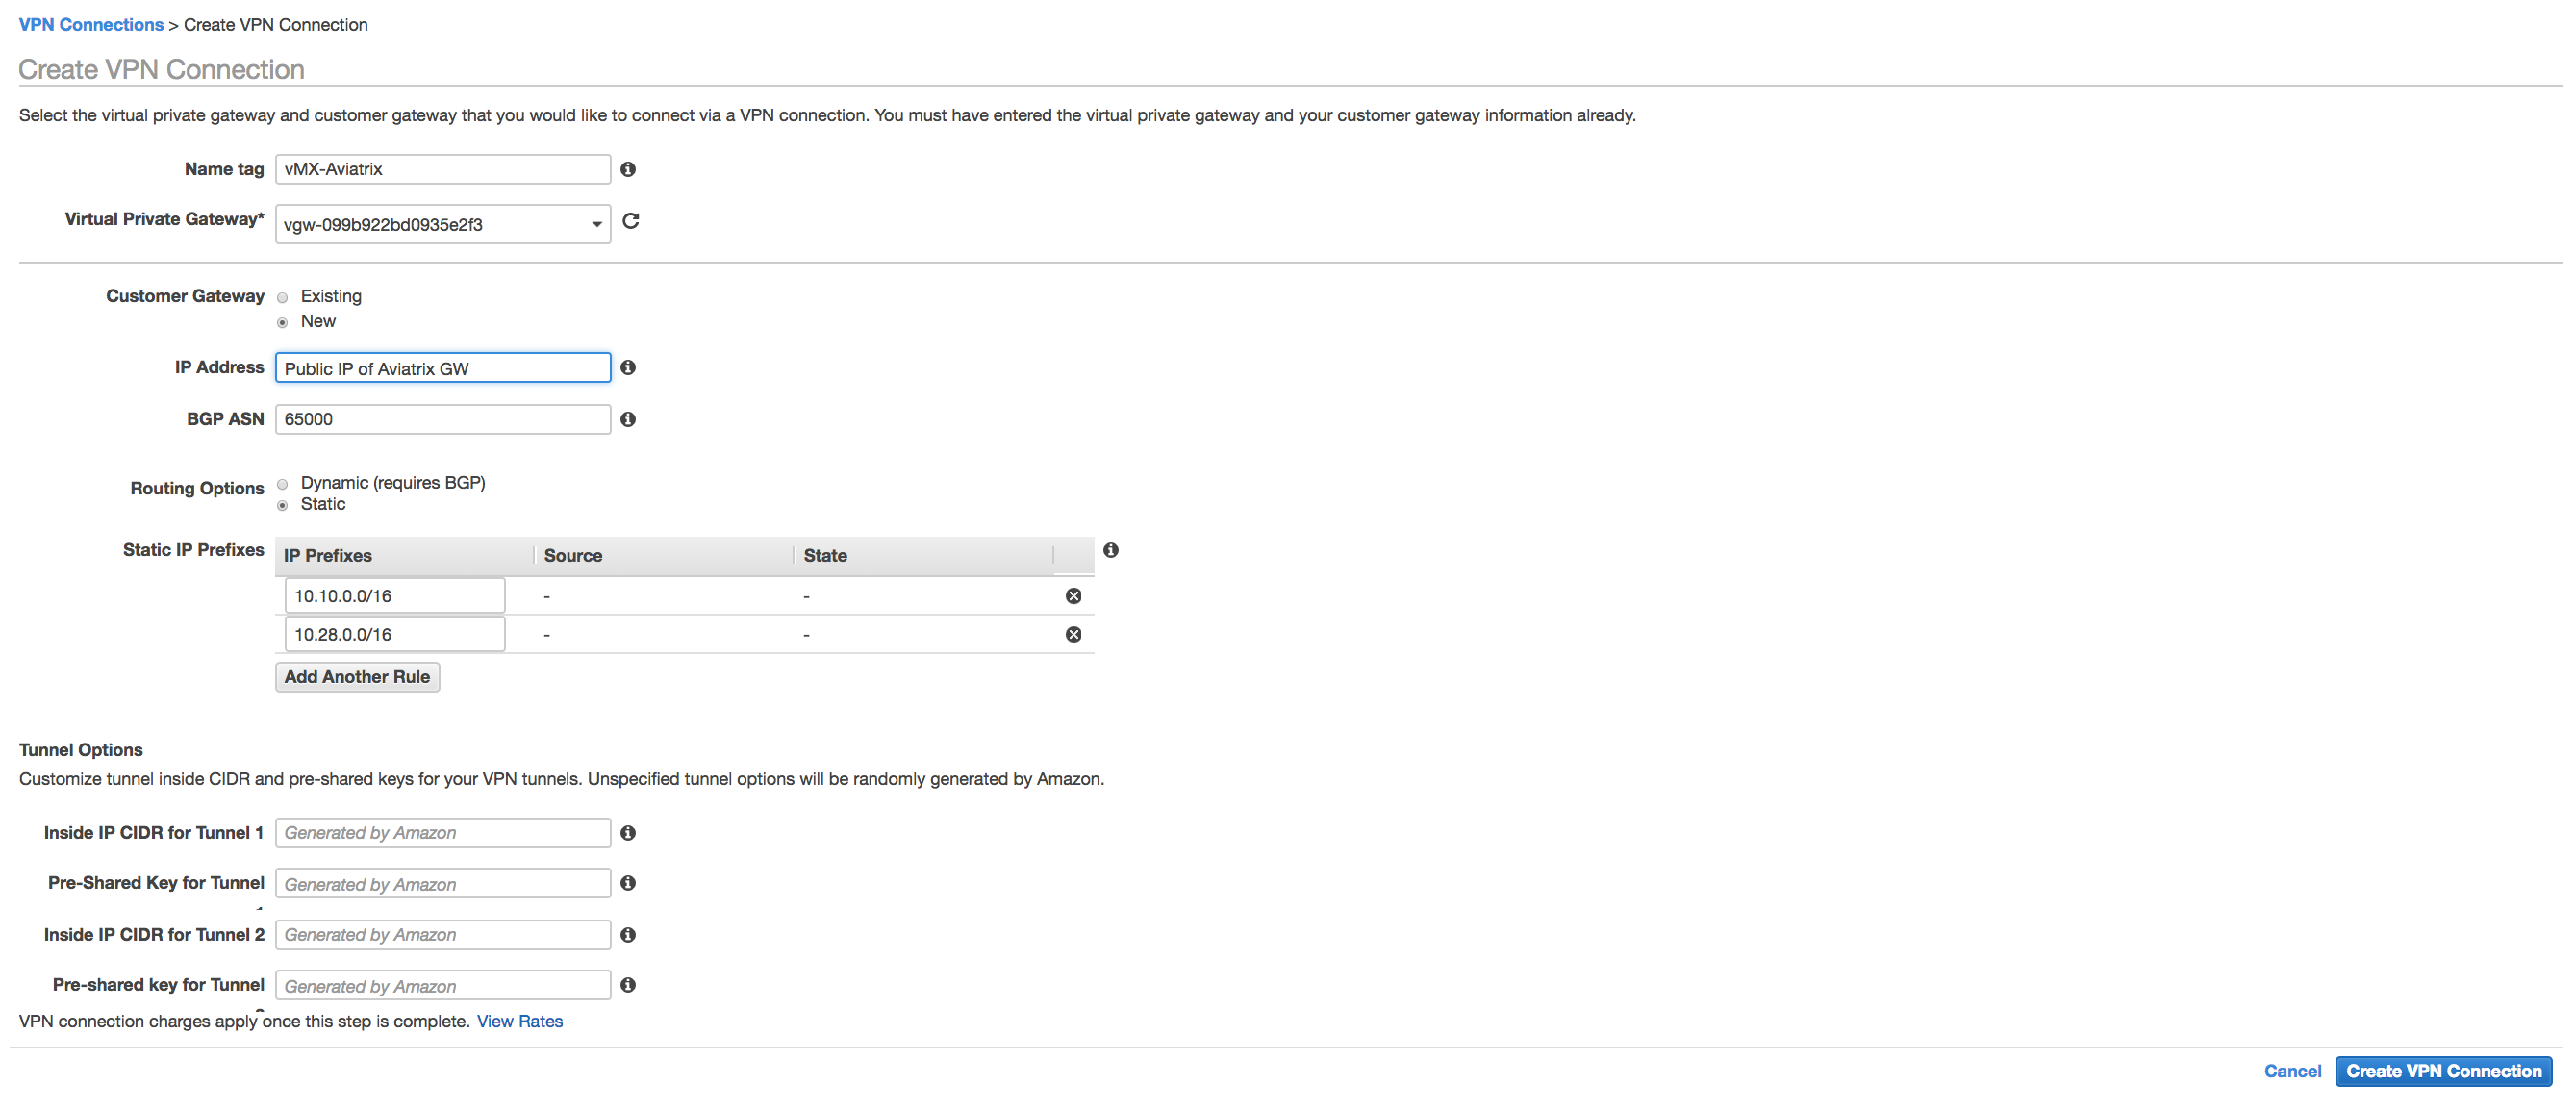 VPN Connections > Create VPN Connection
Create VPN Connection
Select the virtual private gateway and customer gateway that you would like to connect via a VPN connection. You must have entered the virtual private gateway and your customer gateway information already.
Name tag vMX-Aviatrix
Virtual Private Gateway* vgw-099b922bd0935e2f3
Customer Gateway Existing
New
IP Address Public IP of Aviatrix GW
BGP ASN 65000
Routing Options Dynamic (requires BGP)
Static
Static IP Prefixes IP Prefixes Source State
10.10.0.0/16 - -
10.28.0.0/16 - -
Add Another Rule
Tunnel Options
Customize tunnel inside CIDR and pre-shared keys for your VPN tunnels. Unspecified tunnel options will be randomly generated by Amazon.
Inside IP CIDR for Tunnel 1 Generated by Amazon
Pre-Shared Key for Tunnel Generated by Amazon
Inside IP CIDR for Tunnel 2 Generated by Amazon
Pre-shared key for Tunnel Generated by Amazon
VPN connection charges apply once this step is complete. View Rates
Cancel Create VPN Connection